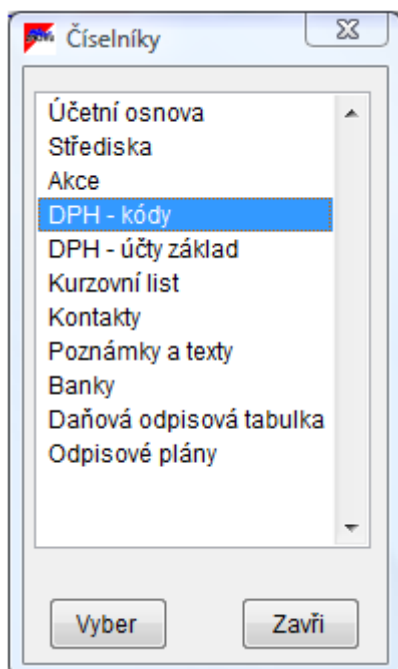 Číselníky
Účetní osnova
Střediska
Akce
DPH - kódy
DPH - účty základ
Kurzovní list
Kontakty
Poznámky a texty
Banky
Daňová odpisová tabulka
Odpisové plány
Vyber
Zavři